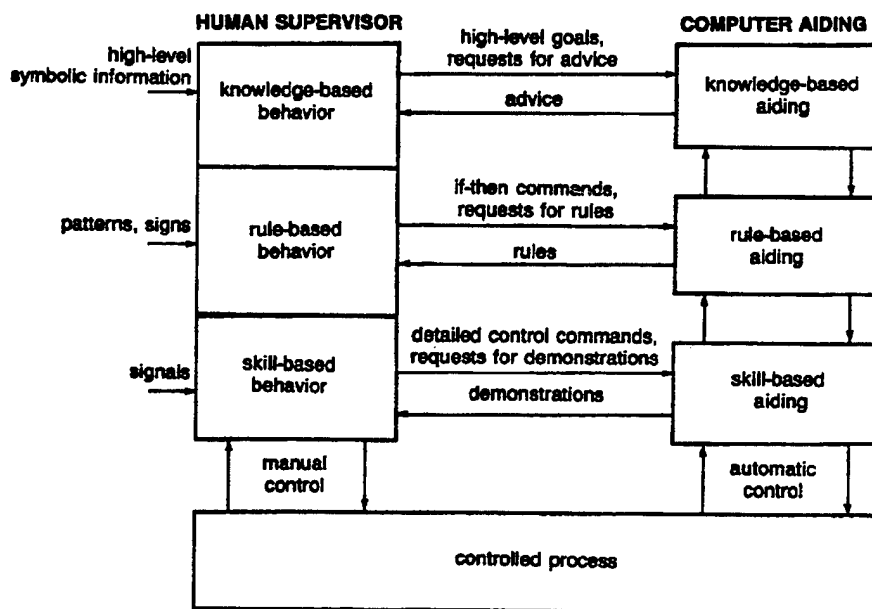 HUMAN SUPERVISOR
COMPUTER AIDING
high-level
symbolic information
knowledge-based
behavior
high-level goals,
requests for advice
advice
knowledge-based
aiding
patterns, signs
rule-based
behavior
if-then commands,
requests for rules
rules
rule-based
aiding
signals
skill-based
behavior
detailed control commands,
requests for demonstrations
demonstrations
skill-based
aiding
manual
control
automatic
control
controlled process